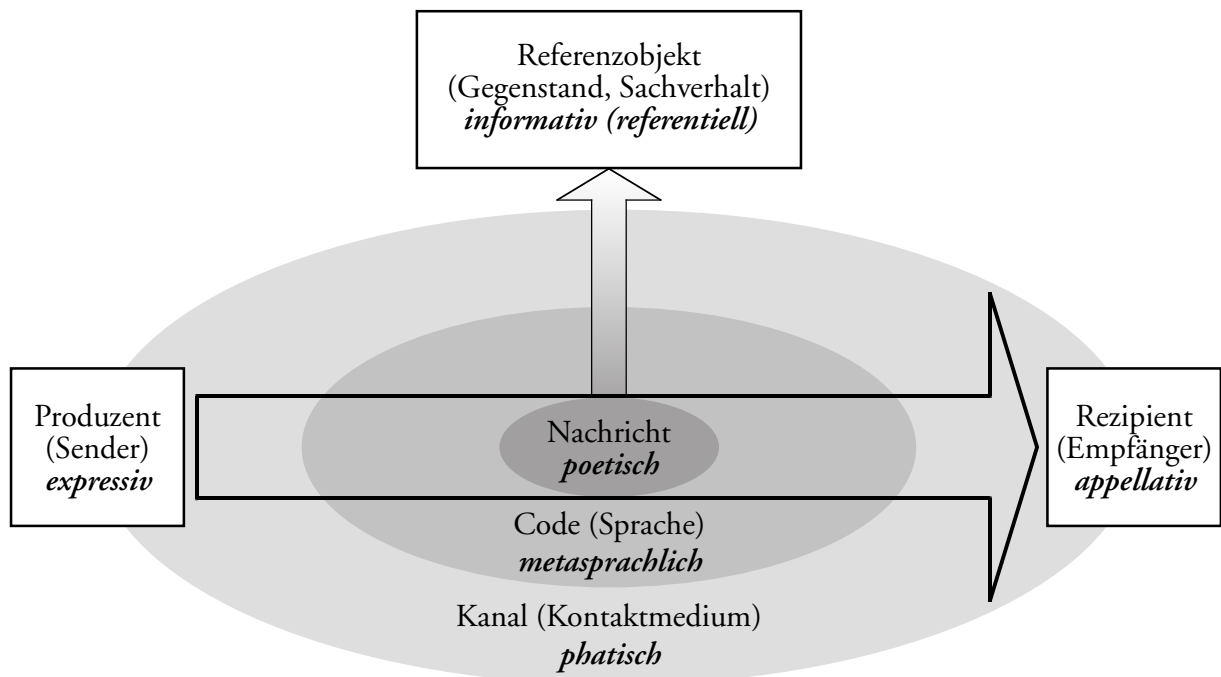 Referenzobjekt
(Gegenstand, Sachverhalt)
informativ (referentiell)
Produzent
(Sender)
expressiv
Nachricht
poetisch
Rezipient
(Empfänger)
appellativ
Code (Sprache)
metasprachlich
Kanal (Kontaktmedium)
phatisch